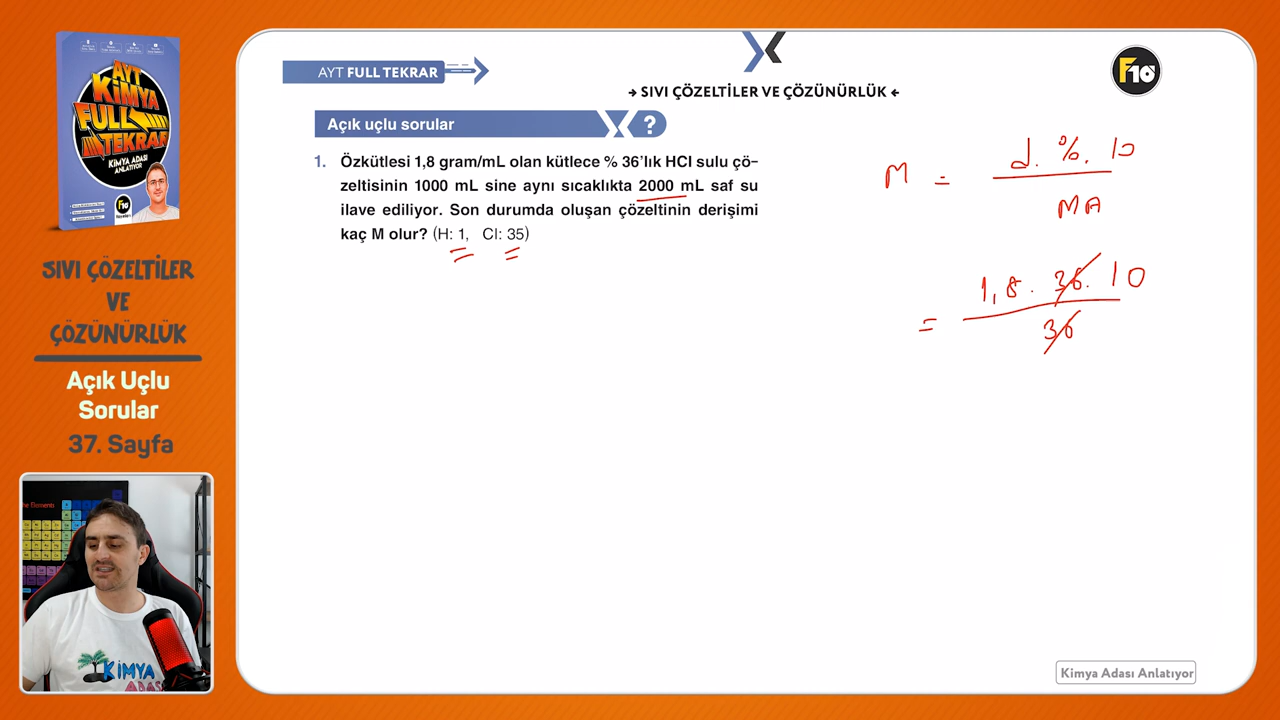 AYT
KİMYA
FULL
TEKRAR
KİMYA ADASI
ANLATIYOR
F10
SIVI ÇÖZELTİLER
VE
ÇÖZÜNÜRLÜK
Açık Uçlu
Sorular
37. Sayfa
KİMYA
ADASI
AYT FULL TEKRAR
SIVI ÇÖZELTİLER VE ÇÖZÜNÜRLÜK
F10
Açık uçlu sorular
?
1. Özkütlesi 1,8 gram/mL olan kütlece % 36'lık HCl sulu çö-
zeltisinin 1000 mL sine aynı sıcaklıkta 2000 mL saf su
ilave ediliyor. Son durumda oluşan çözeltinin derişimi
kaç M olur? (H: 1, Cl: 35)
M = d. %. 10
MA
= 1,8 . 36. 10
36
Kimya Adası Anlatıyor